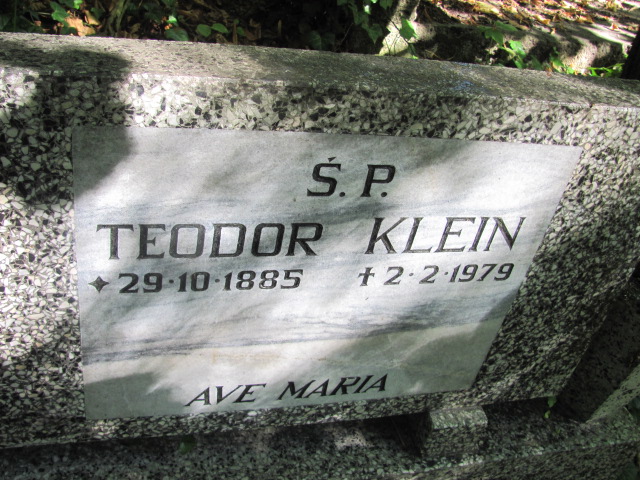 Ś.P.
TEODOR KLEIN
✦29·10·1885 †2·2·1979
AVE MARIA